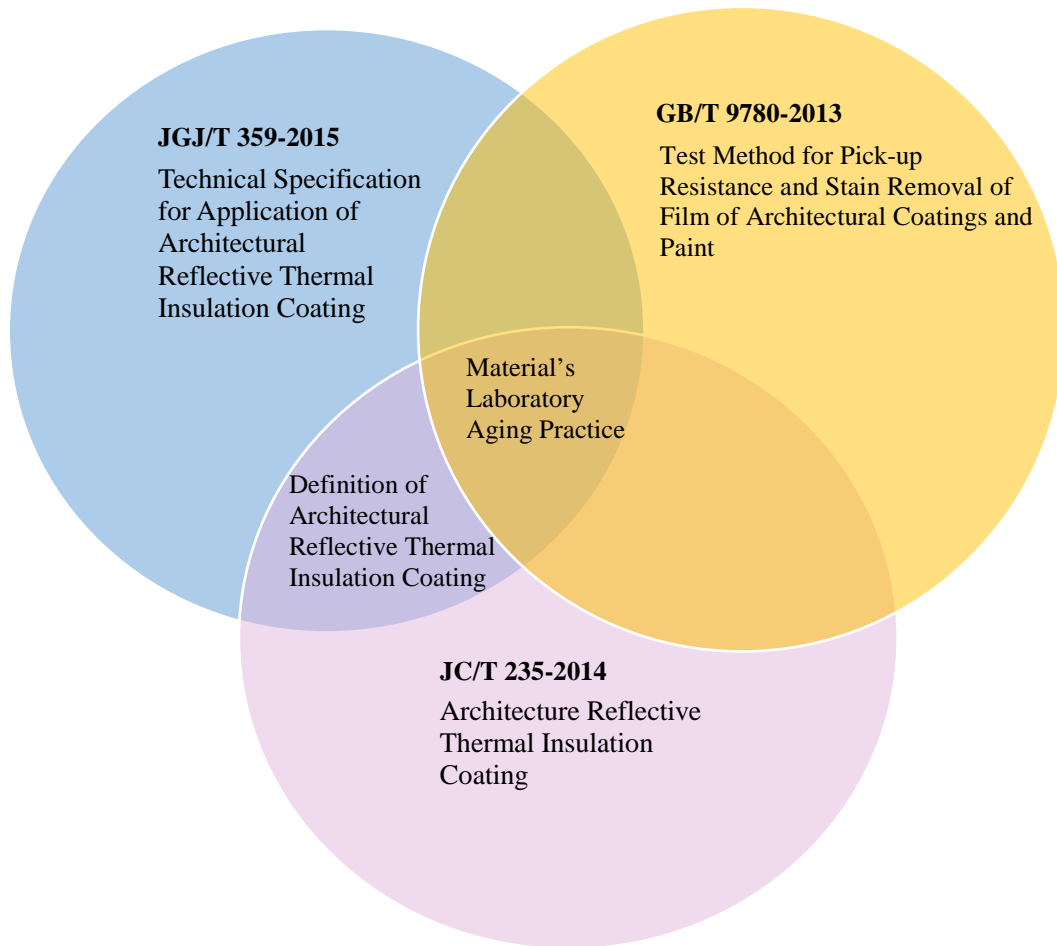 JGJ/T 359-2015
Technical Specification
for Application of
Architectural
Reflective Thermal
Insulation Coating
GB/T 9780-2013
Test Method for Pick-up
Resistance and Stain Removal of
Film of Architectural Coatings and
Paint
Material’s
Laboratory
Aging Practice
Definition of
Architectural
Reflective Thermal
Insulation Coating
JC/T 235-2014
Architecture Reflective
Thermal Insulation
Coating